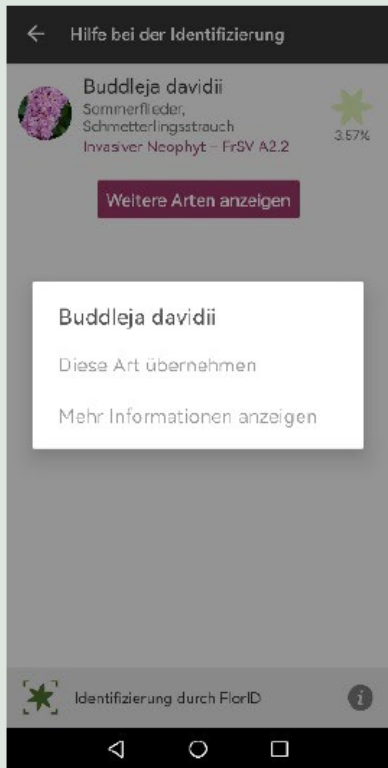 Hilfe bei der Identifizierung
Buddleja davidii
Sommerflieder,
Schmetterlingsstrauch
Invasiver Neophyt – FrSV A2.2
3.57%
Weitere Arten anzeigen
Buddleja davidii
Diese Art übernehmen
Mehr Informationen anzeigen
Identifizierung durch FlorID